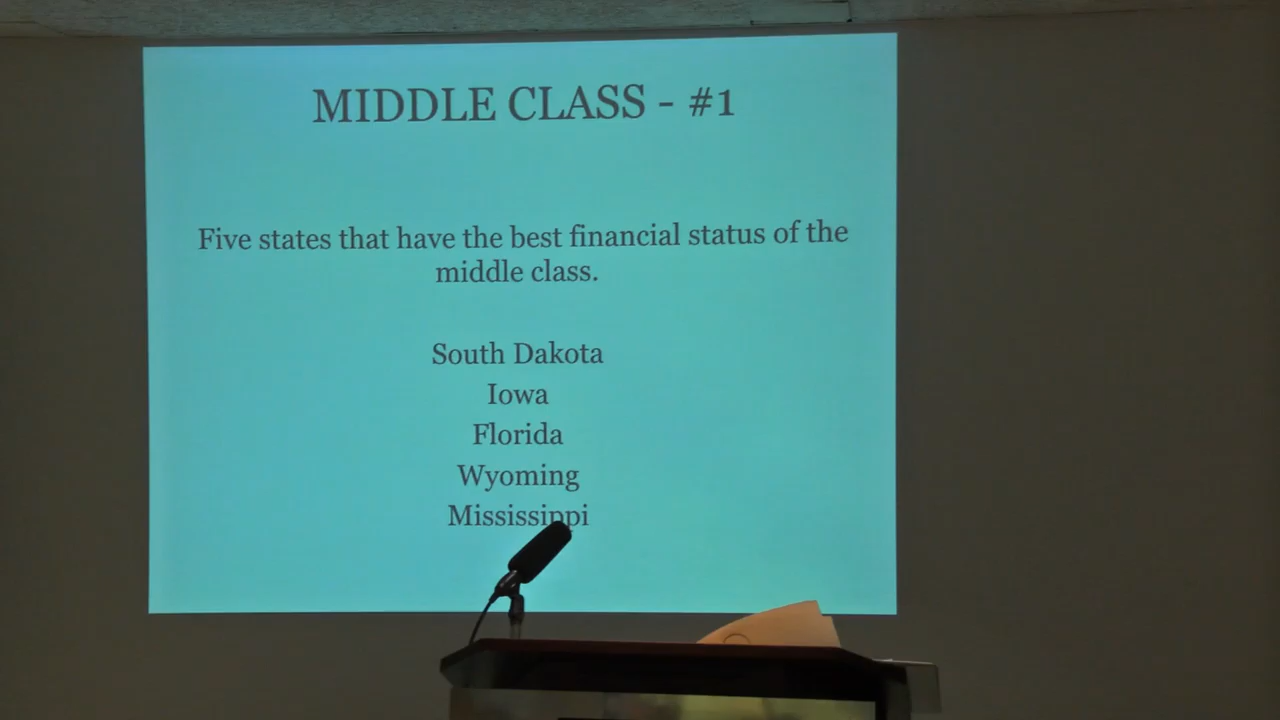 MIDDLE CLASS - #1
Five states that have the best financial status of the
middle class.
South Dakota
Iowa
Florida
Wyoming
Mississippi